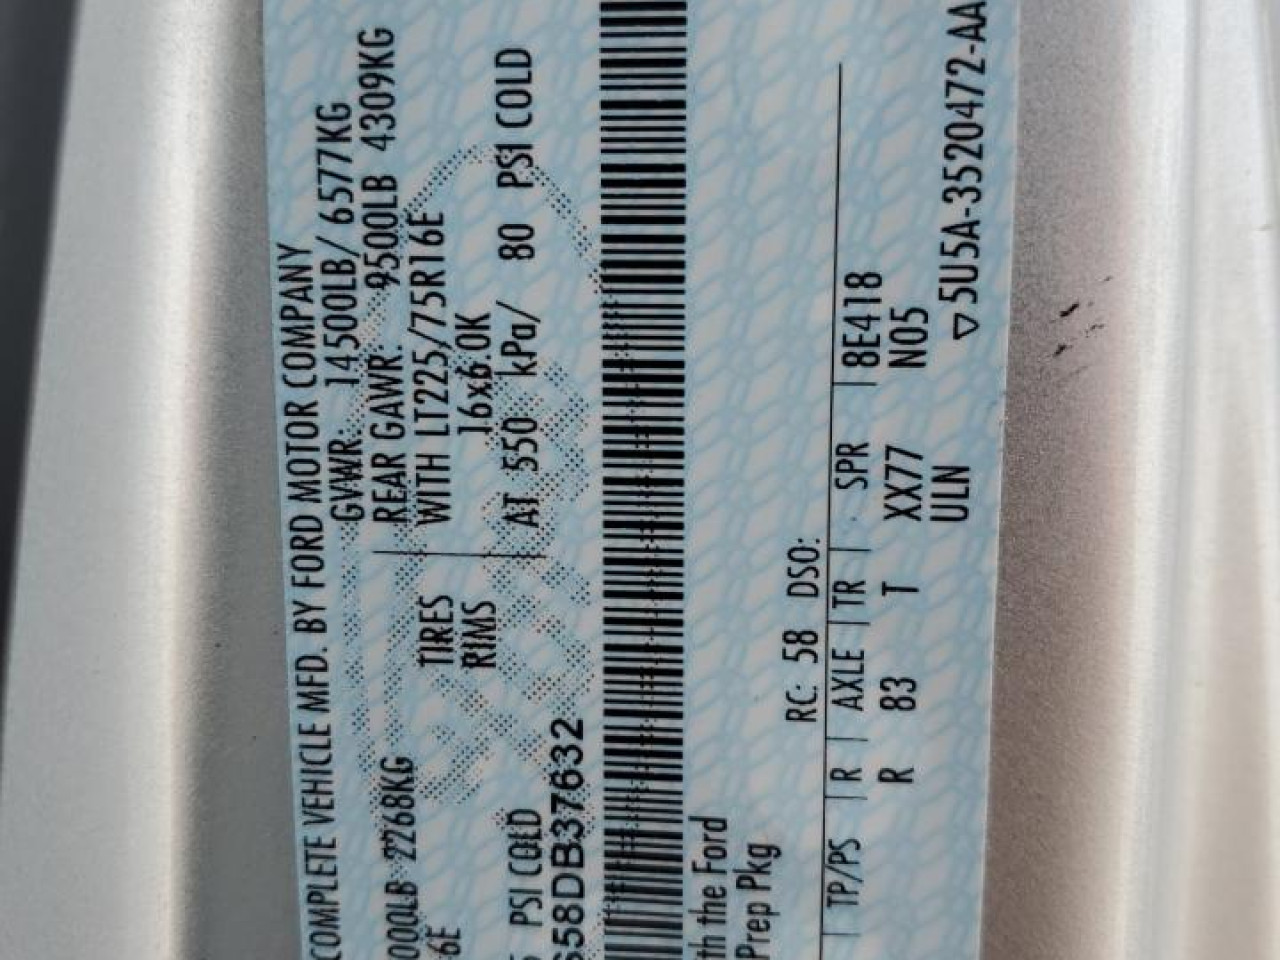 COMPLETE VEHICLE MFD. BY FORD MOTOR COMPANY
GVWR: 14500LB/ 6577KG
000LB 2268KG REAR GAWR: 9500LB 4309KG
6E TIRES WITH LT225/75R16E
RIMS 16x6.0K
PSI COLD AT 550 kPa/ 80 PSI COLD
S58DB37632
th the Ford
Prep Pkg
RC: 58 DSO:
TP/PS R AXLE TR SPR 8E418
R 83 T XX77 N05
ULN ▽5U5A-3520472-AA